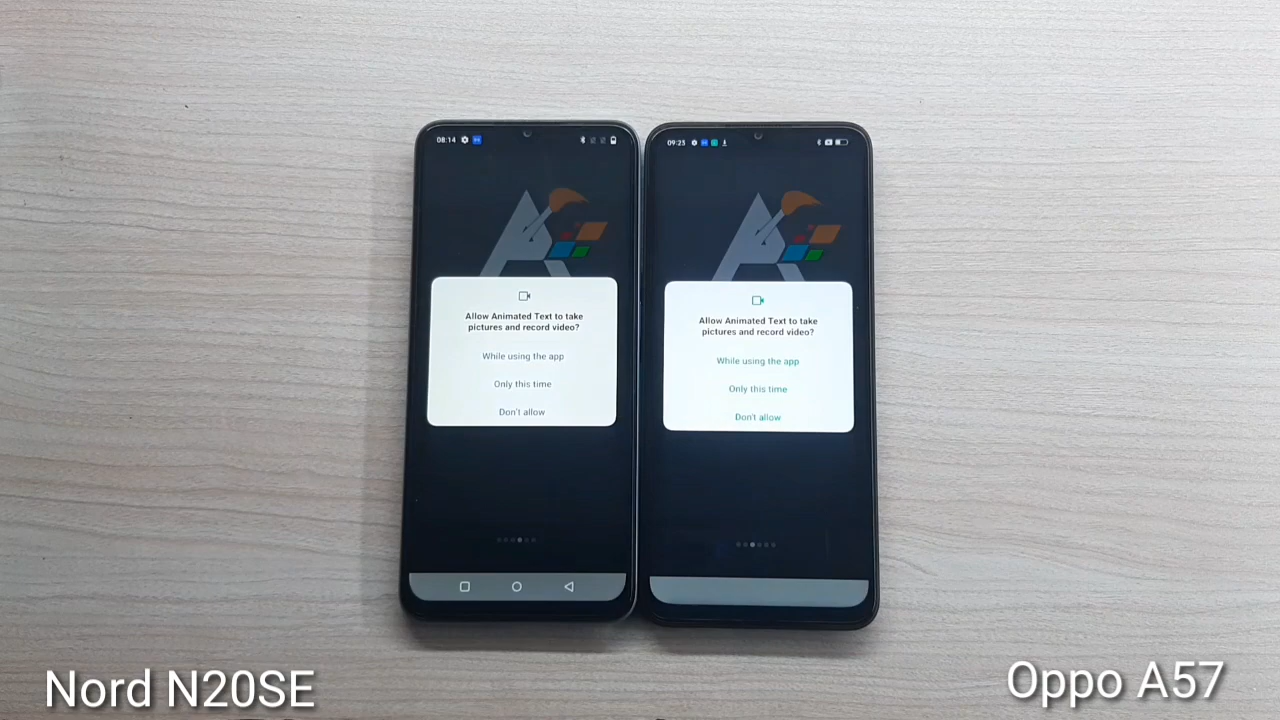 08:14
Allow Animated Text to take
pictures and record video?
While using the app
Only this time
Don't allow
09:23
Allow Animated Text to take
pictures and record video?
While using the app
Only this time
Don't allow
Nord N20SE
Oppo A57